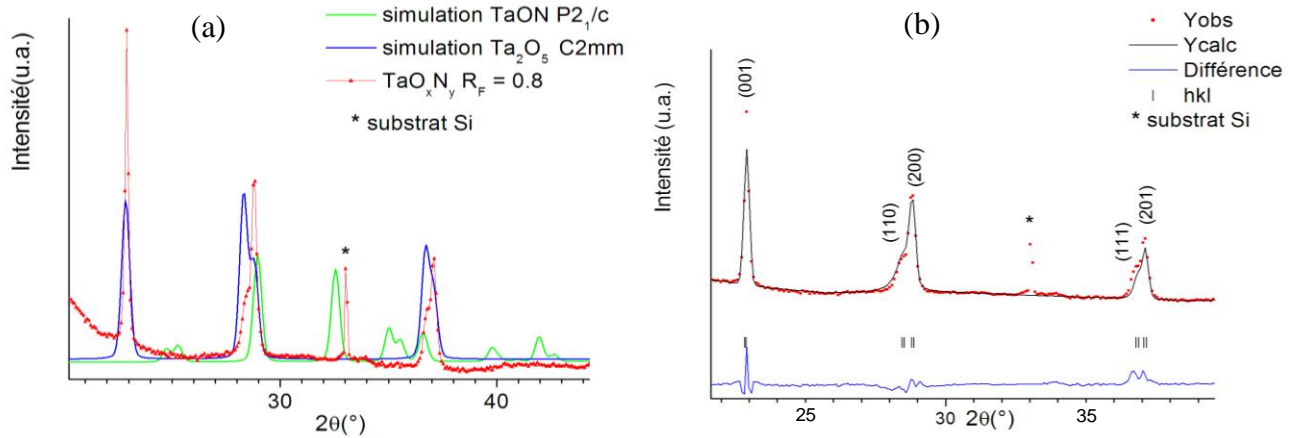 (a)
simulation TaON P2₁/c
simulation Ta₂O₅ C2mm
TaOₓNᵧ R_F = 0.8
* substrat Si
Intensité(u.a.)
*
30
40
2θ(°)
(b)
Yobs
Ycalc
Différence
hkl
* substrat Si
Intensité (u.a.)
(001)
(110)
(200)
*
(111)
(201)
25
30
35
2θ(°)